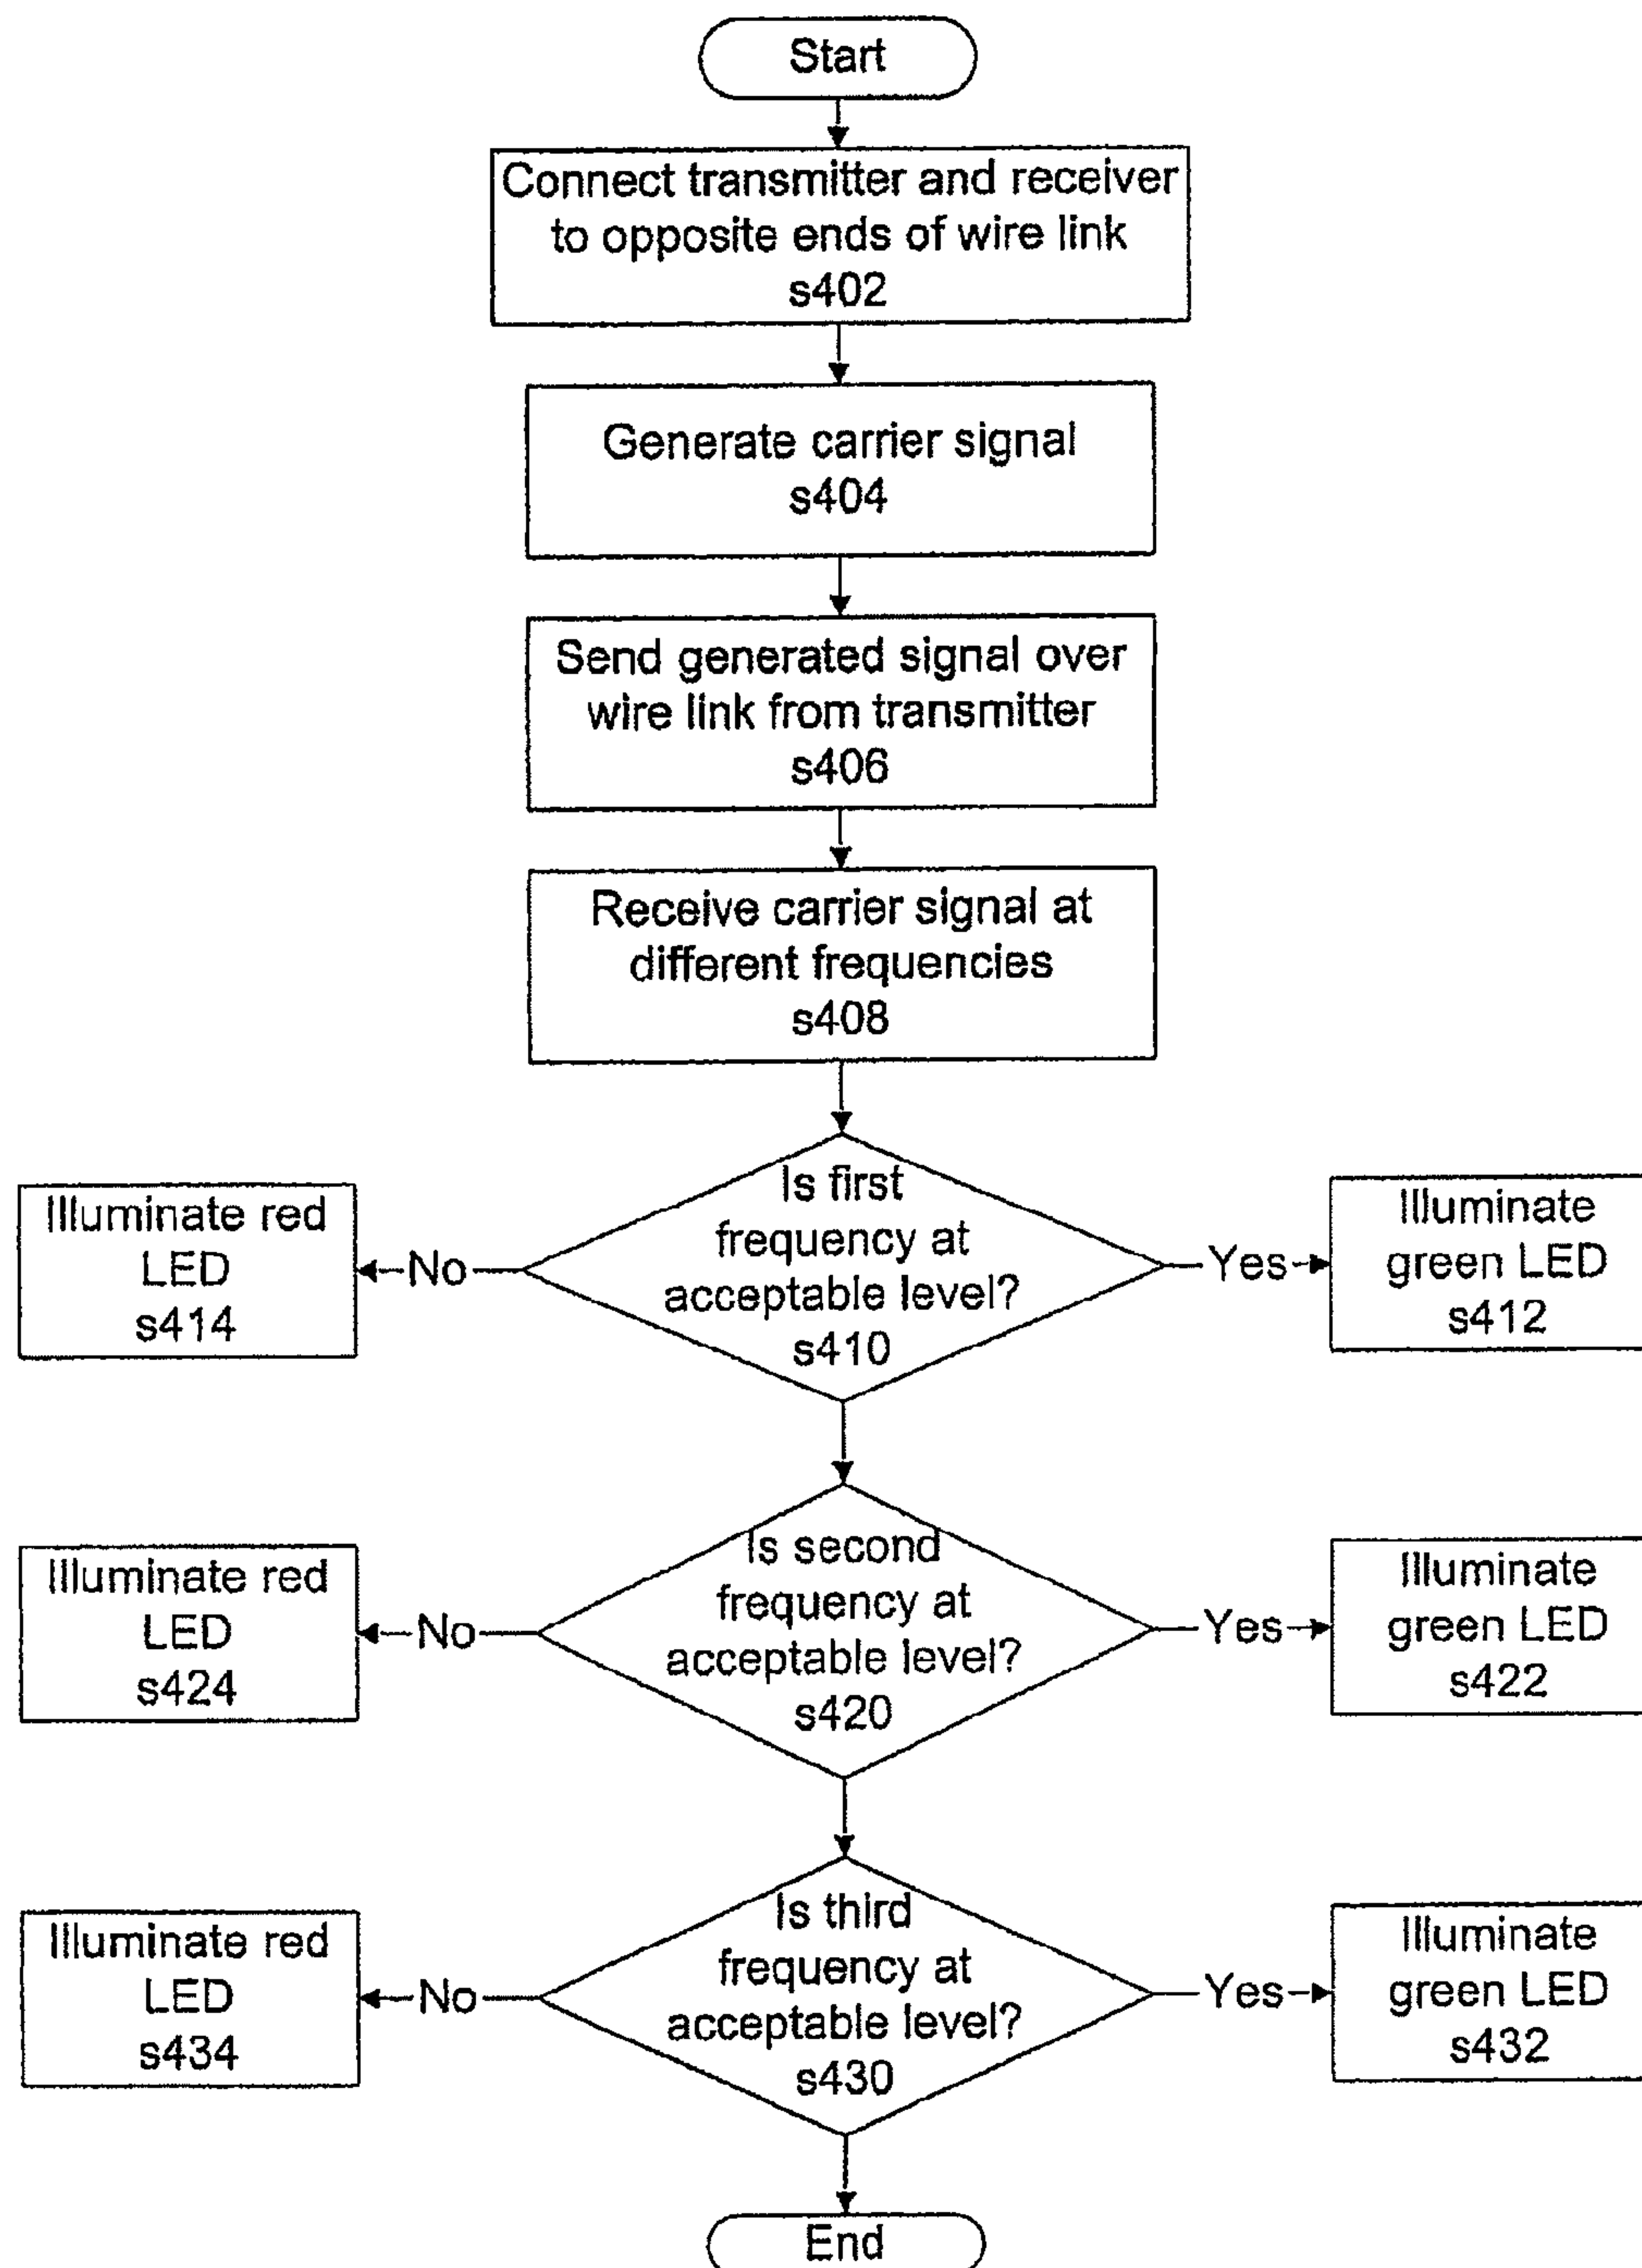 Start
Connect transmitter and receiver
to opposite ends of wire link
s402
Generate carrier signal
s404
Send generated signal over
wire link from transmitter
s406
Receive carrier signal at
different frequencies
s408
Is first
frequency at
acceptable level?
s410
No
Illuminate red
LED
s414
Yes
Illuminate
green LED
s412
Is second
frequency at
acceptable level?
s420
No
Illuminate red
LED
s424
Yes
Illuminate
green LED
s422
Is third
frequency at
acceptable level?
s430
No
Illuminate red
LED
s434
Yes
Illuminate
green LED
s432
End